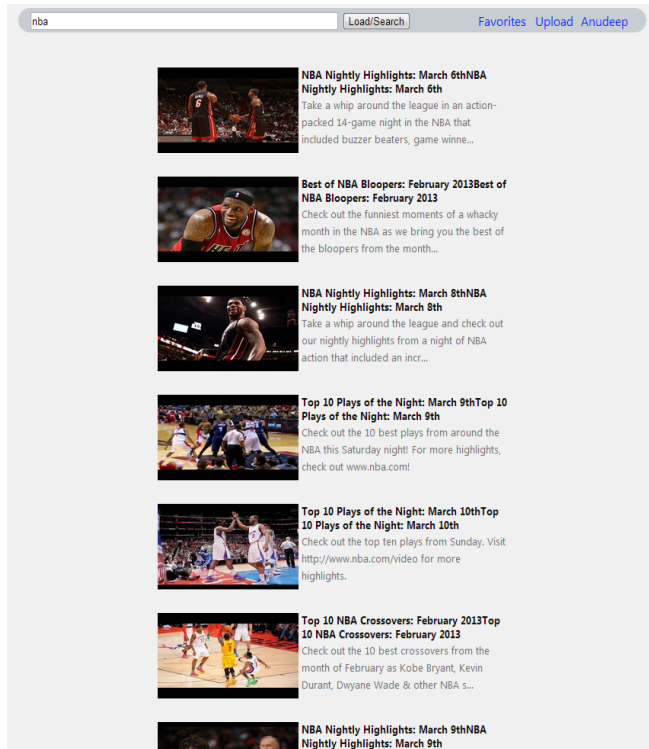 nba Load/Search Favorites Upload Anudeep
NBA Nightly Highlights: March 6thNBA
Nightly Highlights: March 6th
Take a whip around the league in an action-
packed 14-game night in the NBA that
included buzzer beaters, game winne...
Best of NBA Bloopers: February 2013Best of
NBA Bloopers: February 2013
Check out the funniest moments of a whacky
month in the NBA as we bring you the best of
the bloopers from the month...
NBA Nightly Highlights: March 8thNBA
Nightly Highlights: March 8th
Take a whip around the league and check out
our nightly highlights from a night of NBA
action that included an incr...
Top 10 Plays of the Night: March 9thTop 10
Plays of the Night: March 9th
Check out the 10 best plays from around the
NBA this Saturday night! For more highlights,
check out www.nba.com!
Top 10 Plays of the Night: March 10thTop
10 Plays of the Night: March 10th
Check out the top ten plays from Sunday. Visit
http://www.nba.com/video for more
highlights.
Top 10 NBA Crossovers: February 2013Top
10 NBA Crossovers: February 2013
Check out the 10 best crossovers from the
month of February as Kobe Bryant, Kevin
Durant, Dwyane Wade & other NBA s...
NBA Nightly Highlights: March 9thNBA
Nightly Highlights: March 9th